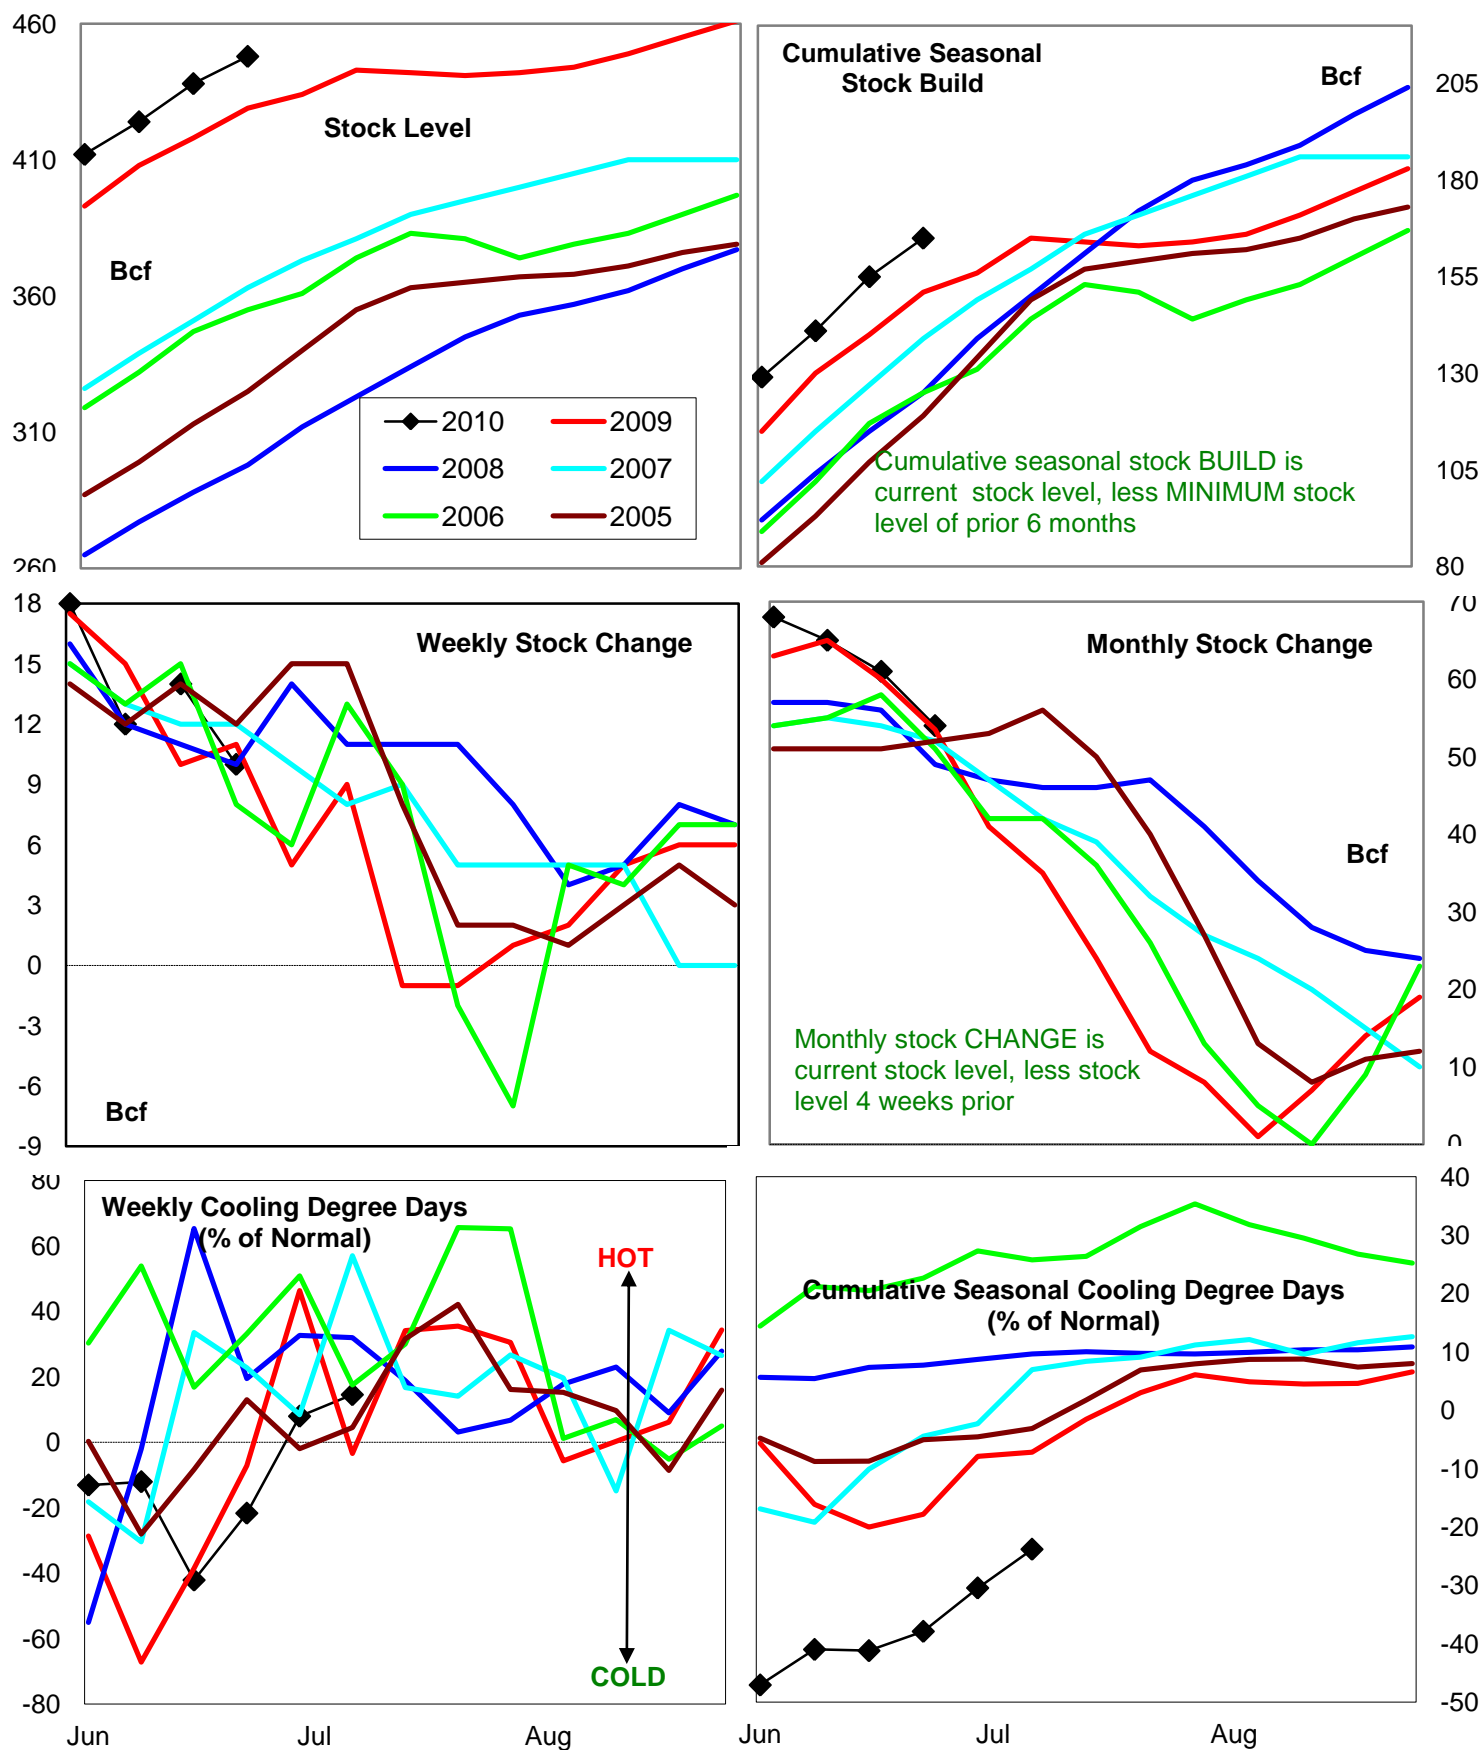 460
410
360
310
260
Stock Level
Bcf
2010
2009
2008
2007
2006
2005
Cumulative Seasonal
Stock Build
Bcf
205
180
155
130
105
80
Cumulative seasonal stock BUILD is
current stock level, less MINIMUM stock
level of prior 6 months
18
15
12
9
6
3
0
-3
-6
-9
Weekly Stock Change
Bcf
70
60
50
40
30
20
10
0
Monthly Stock Change
Bcf
Monthly stock CHANGE is
current stock level, less stock
level 4 weeks prior
80
60
40
20
0
-20
-40
-60
-80
Weekly Cooling Degree Days
(% of Normal)
HOT
COLD
Jun
Jul
Aug
40
30
20
10
0
-10
-20
-30
-40
-50
Cumulative Seasonal Cooling Degree Days
(% of Normal)
Jun
Jul
Aug